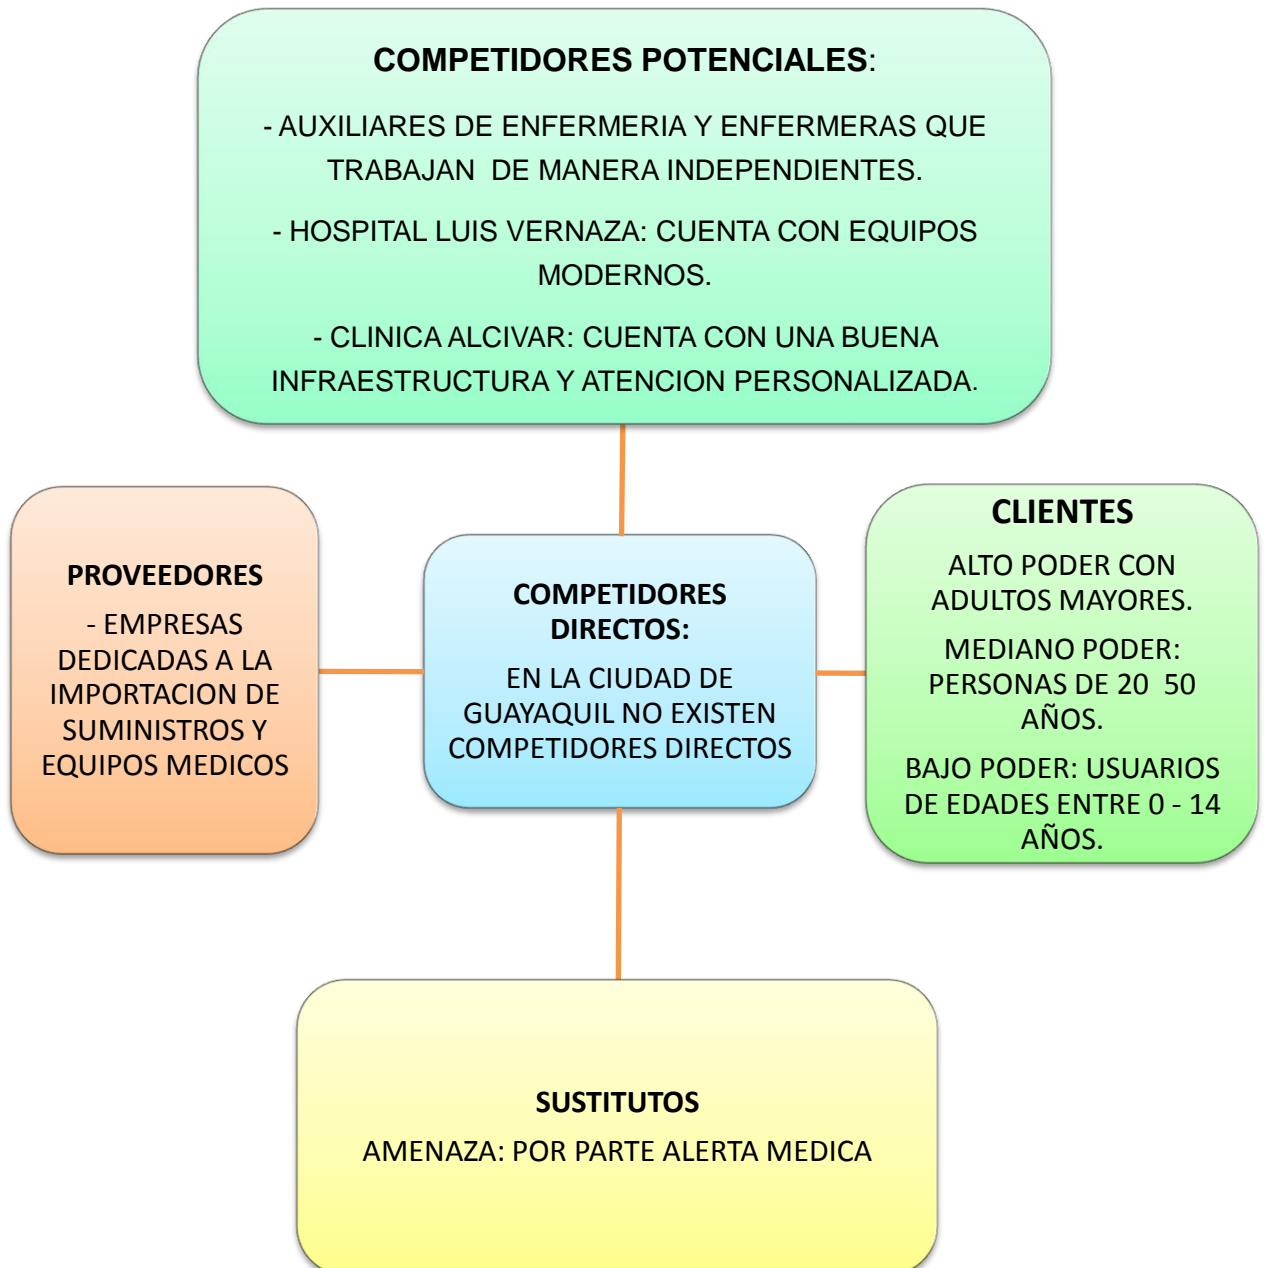 COMPETIDORES POTENCIALES:
- AUXILIARES DE ENFERMERIA Y ENFERMERAS QUE
TRABAJAN DE MANERA INDEPENDIENTES.
- HOSPITAL LUIS VERNAZA: CUENTA CON EQUIPOS
MODERNOS.
- CLINICA ALCIVAR: CUENTA CON UNA BUENA
INFRAESTRUCTURA Y ATENCION PERSONALIZADA.
PROVEEDORES
- EMPRESAS
DEDICADAS A LA
IMPORTACION DE
SUMINISTROS Y
EQUIPOS MEDICOS
COMPETIDORES
DIRECTOS:
EN LA CIUDAD DE
GUAYAQUIL NO EXISTEN
COMPETIDORES DIRECTOS
CLIENTES
ALTO PODER CON
ADULTOS MAYORES.
MEDIANO PODER:
PERSONAS DE 20 50
AÑOS.
BAJO PODER: USUARIOS
DE EDADES ENTRE 0 - 14
AÑOS.
SUSTITUTOS
AMENAZA: POR PARTE ALERTA MEDICA